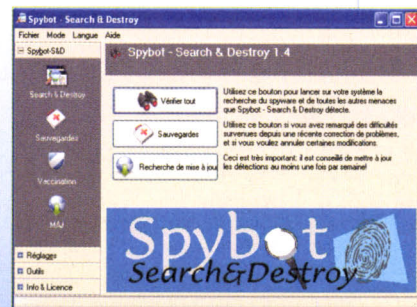 Spybot - Search & Destroy
Fichier Mode Langue Aide
Spybot-S&D
Search & Destroy
Sauvegardes
Vaccination
MAJ
Réglages
Outils
Info & Licence
Spybot - Search & Destroy 1.4
Vérifier tout
Utilisez ce bouton pour lancer sur votre système la
recherche du spyware et de toutes les autres menaces
que Spybot - Search & Destroy détecte.
Sauvegardes
Utilisez ce bouton si vous avez remarqué des difficultés
survenues depuis une récente correction de problèmes,
et si vous voulez annuler certaines modifications.
Recherche de mise à jour
Ceci est très important: il est conseillé de mettre à jour
les détections au moins une fois par semaine!
Spybot
Search&Destroy